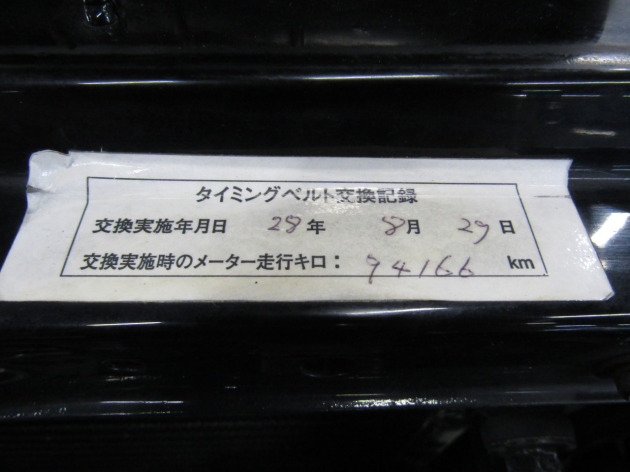 タイミングベルト交換記録
交換実施年月日 28年 8月 29日
交換実施時のメーター走行キロ： 94166 km